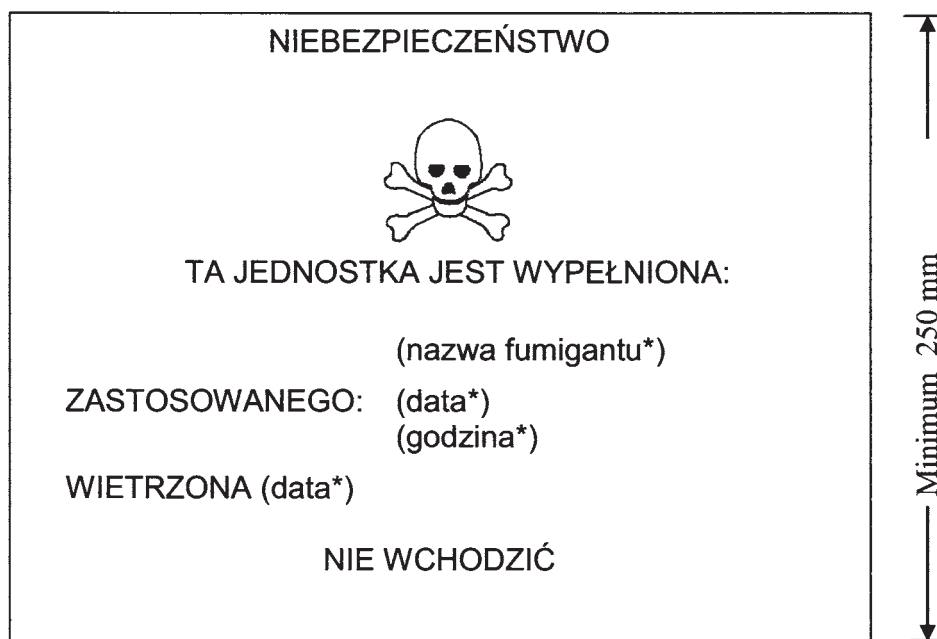 NIEBEZPIECZEŃSTWO
TA JEDNOSTKA JEST WYPEŁNIONA:
(nazwa fumigantu*)
ZASTOSOWANEGO: (data*)
(godzina*)
WIETRZONA (data*)
NIE WCHODZIĆ
Minimum 250 mm